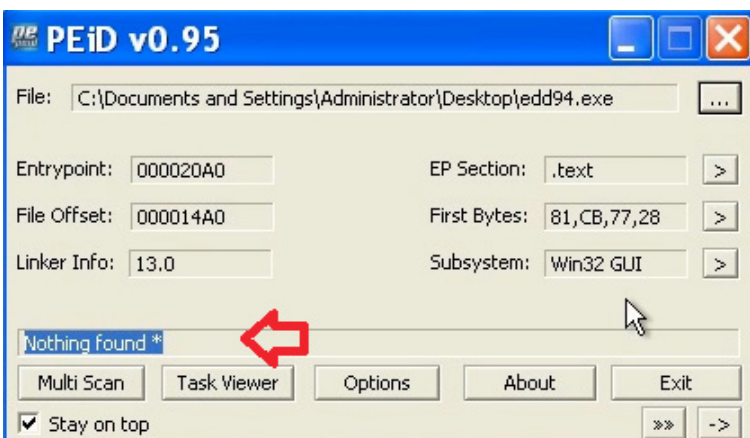 PEiD v0.95
File: C:\Documents and Settings\Administrator\Desktop\edd94.exe ...
Entrypoint: 000020A0 EP Section: .text >
File Offset: 000014A0 First Bytes: 81,CB,77,28 >
Linker Info: 13.0 Subsystem: Win32 GUI >
Nothing found *
Multi Scan Task Viewer Options About Exit
Stay on top »» ->